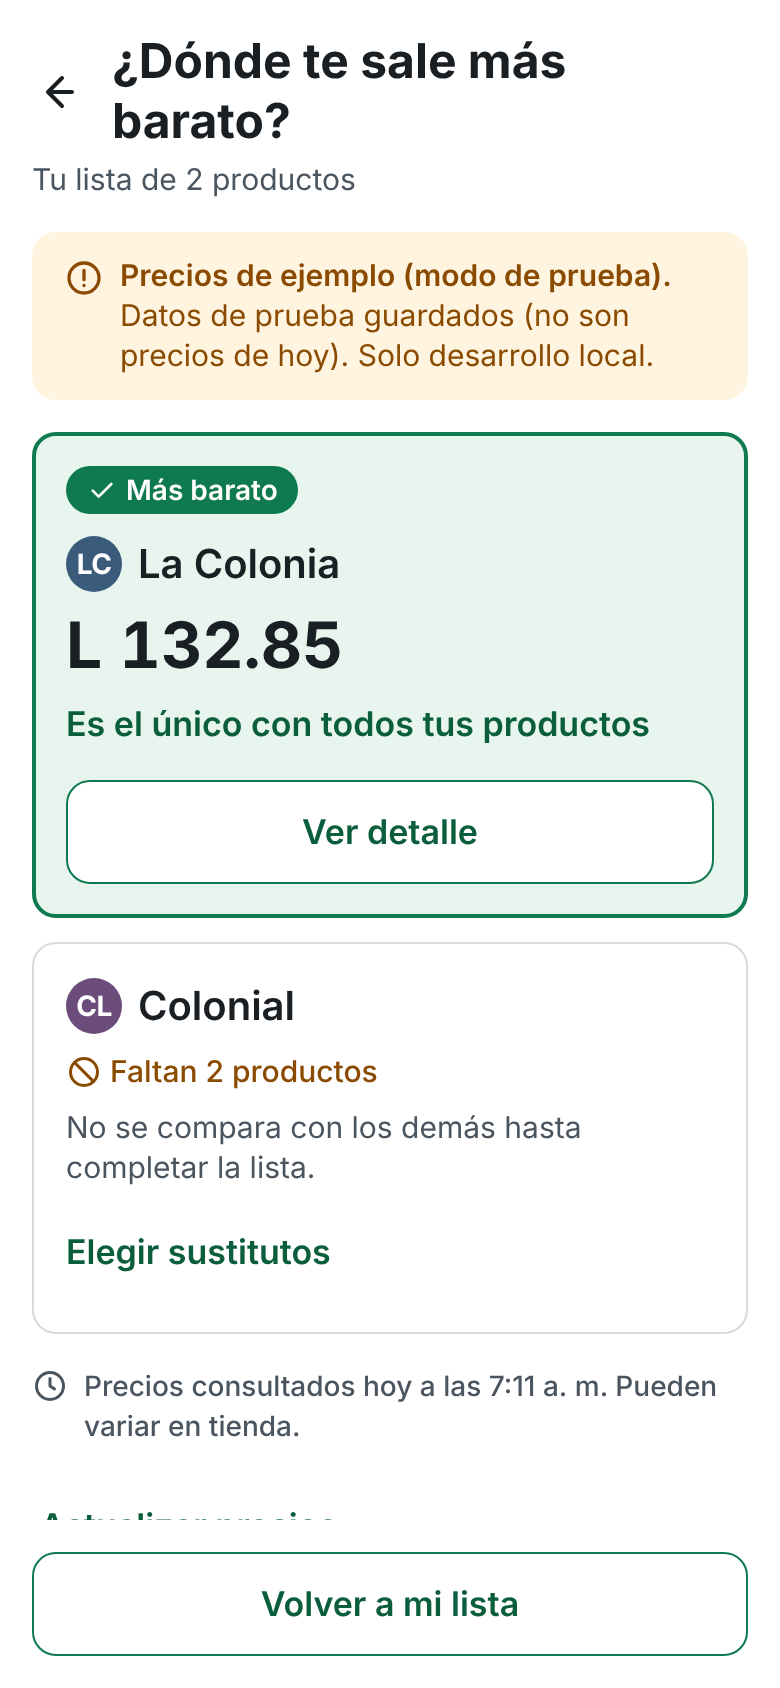 ¿Dónde te sale más
barato?
Tu lista de 2 productos
Precios de ejemplo (modo de prueba).
Datos de prueba guardados (no son
precios de hoy). Solo desarrollo local.
Más barato
LC La Colonia
L 132.85
Es el único con todos tus productos
Ver detalle
CL Colonial
Faltan 2 productos
No se compara con los demás hasta
completar la lista.
Elegir sustitutos
Precios consultados hoy a las 7:11 a. m. Pueden
variar en tienda.
Actualizar precios
Volver a mi lista